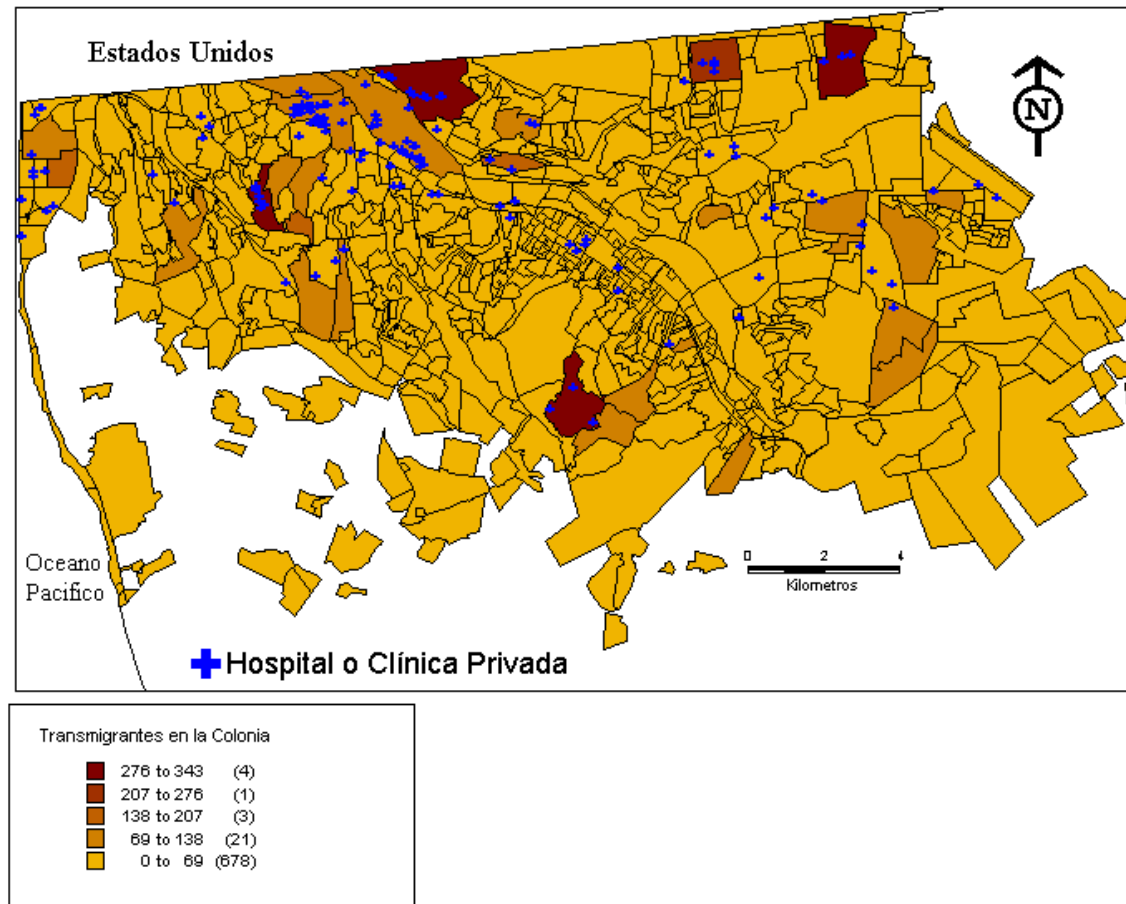 Estados Unidos
N
Oceano
Pacifico
0 2 4
Kilometros
Hospital o Clínica Privada
Transmigrantes en la Colonia
276 to 343 (4)
207 to 276 (1)
138 to 207 (3)
69 to 138 (21)
0 to 69 (678)